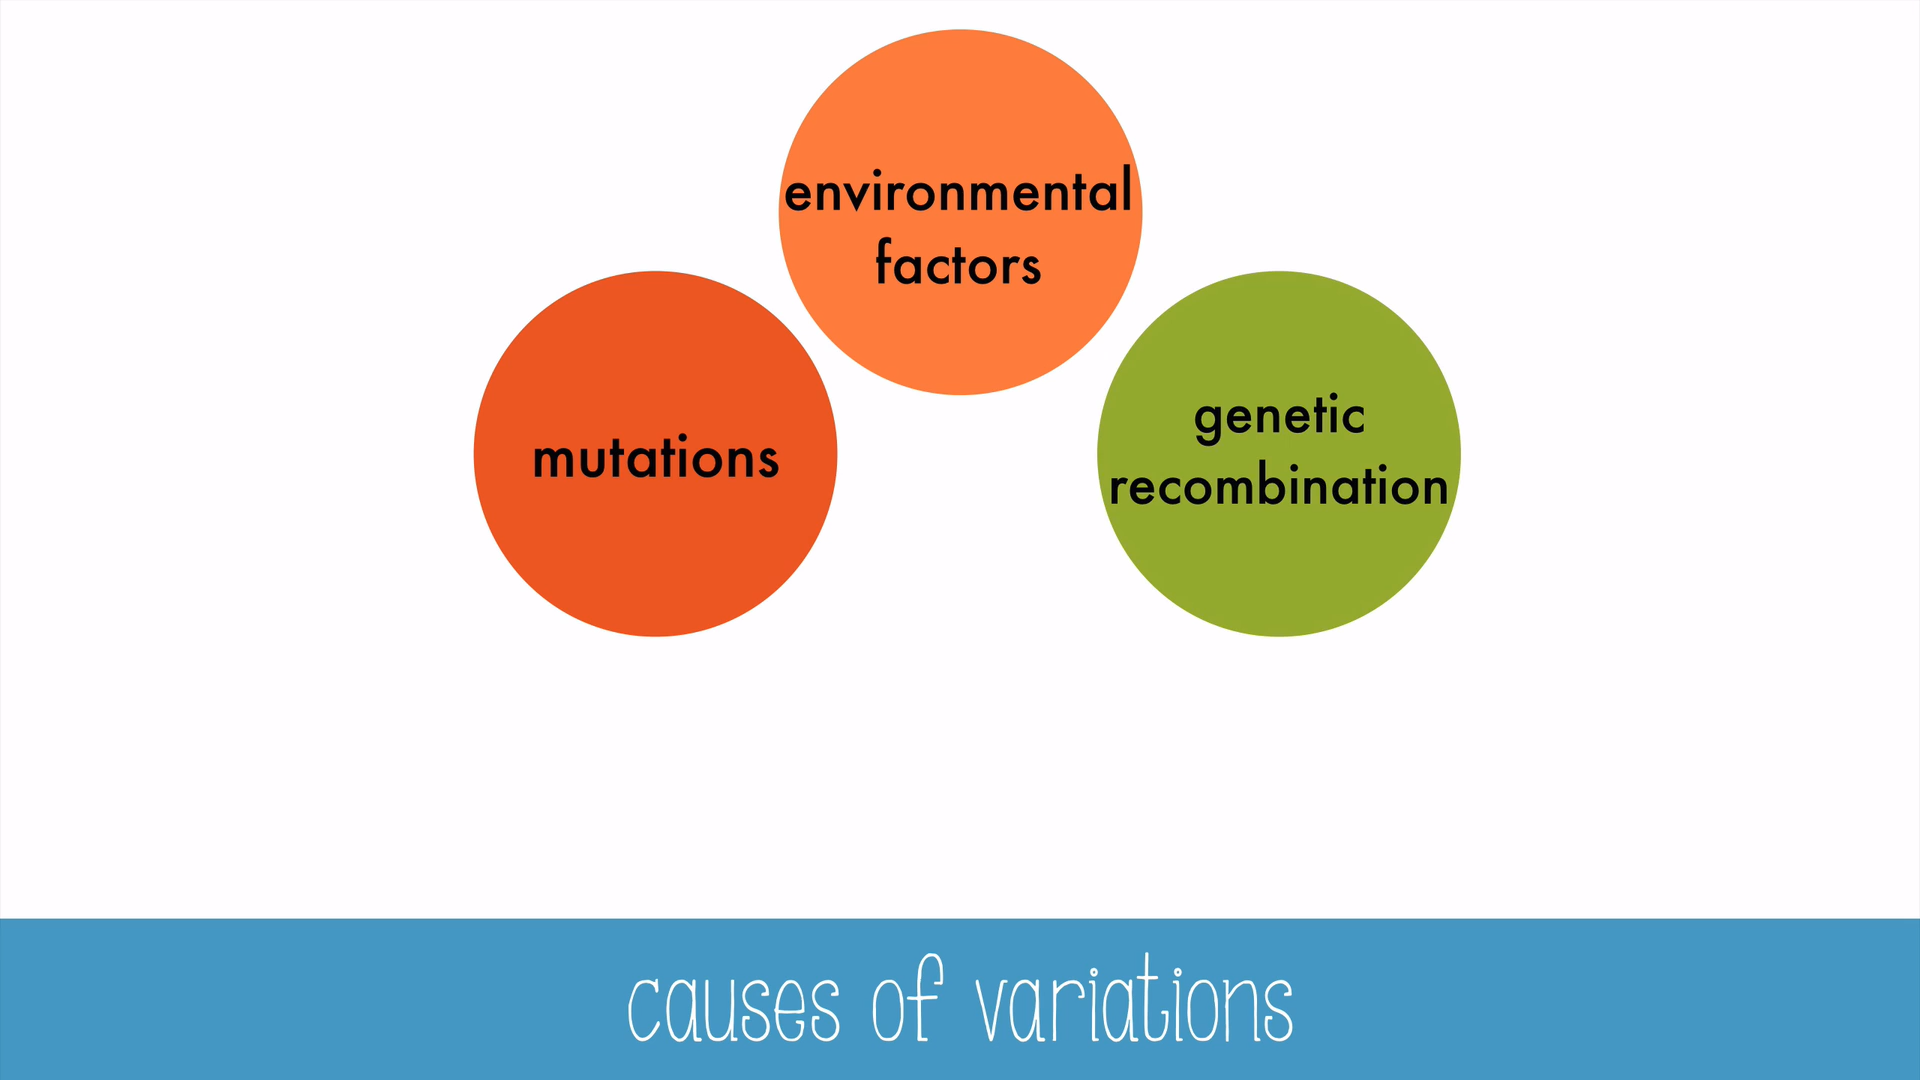 environmental
factors
mutations
genetic
recombination
causes of variations